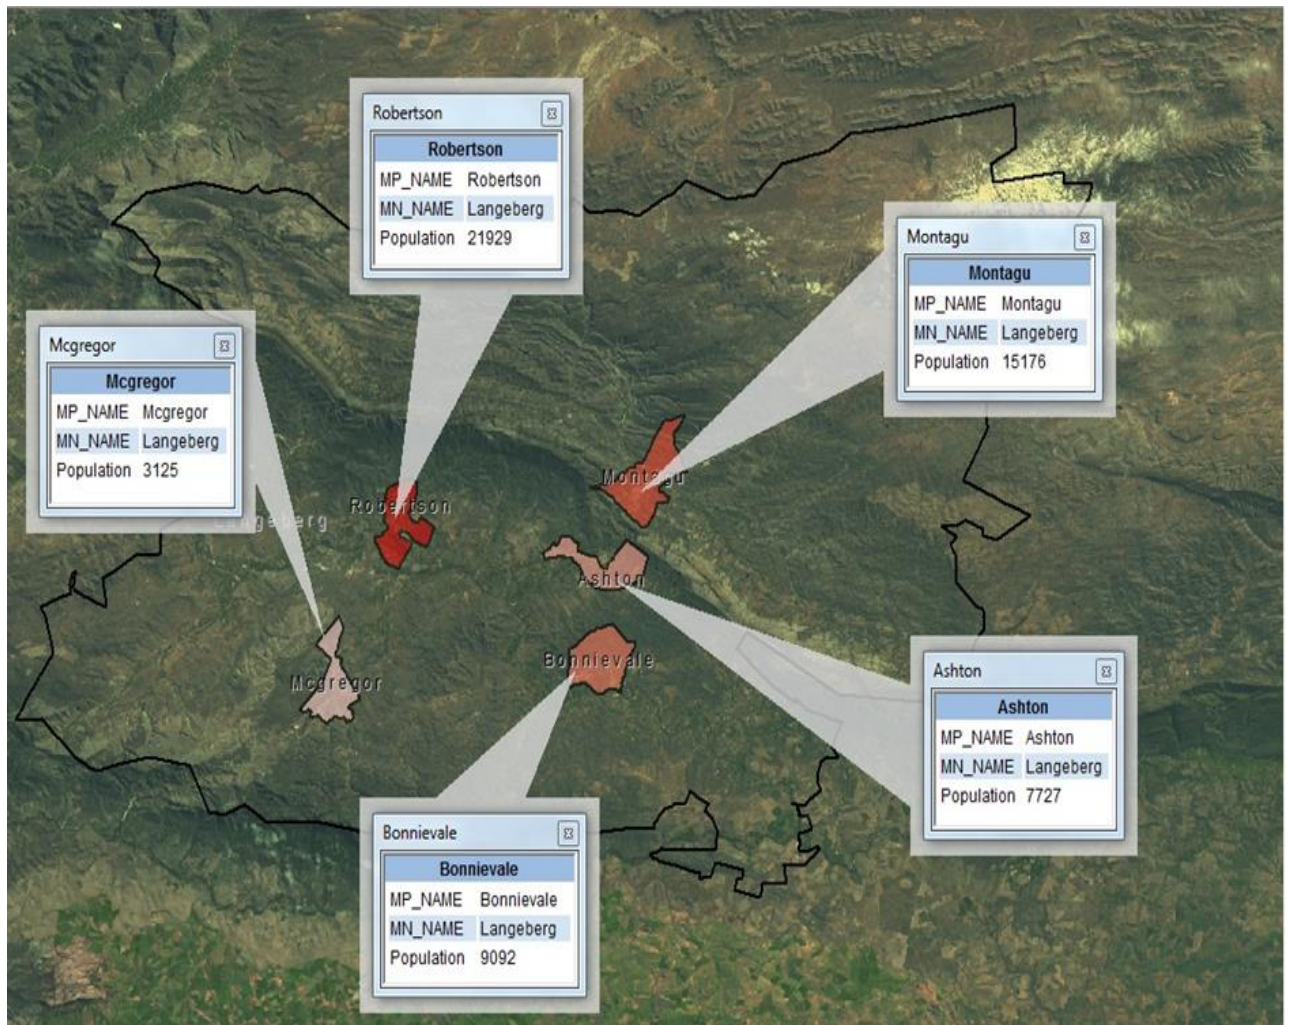 Robertson
Robertson
MP_NAME Robertson
MN_NAME Langeberg
Population 21929
Montagu
Montagu
MP_NAME Montagu
MN_NAME Langeberg
Population 15176
Mcgregor
Mcgregor
MP_NAME Mcgregor
MN_NAME Langeberg
Population 3125
Montagu
Robertson
Langeberg
Ashton
Bonnievale
Mcgregor
Ashton
Ashton
MP_NAME Ashton
MN_NAME Langeberg
Population 7727
Bonnievale
Bonnievale
MP_NAME Bonnievale
MN_NAME Langeberg
Population 9092